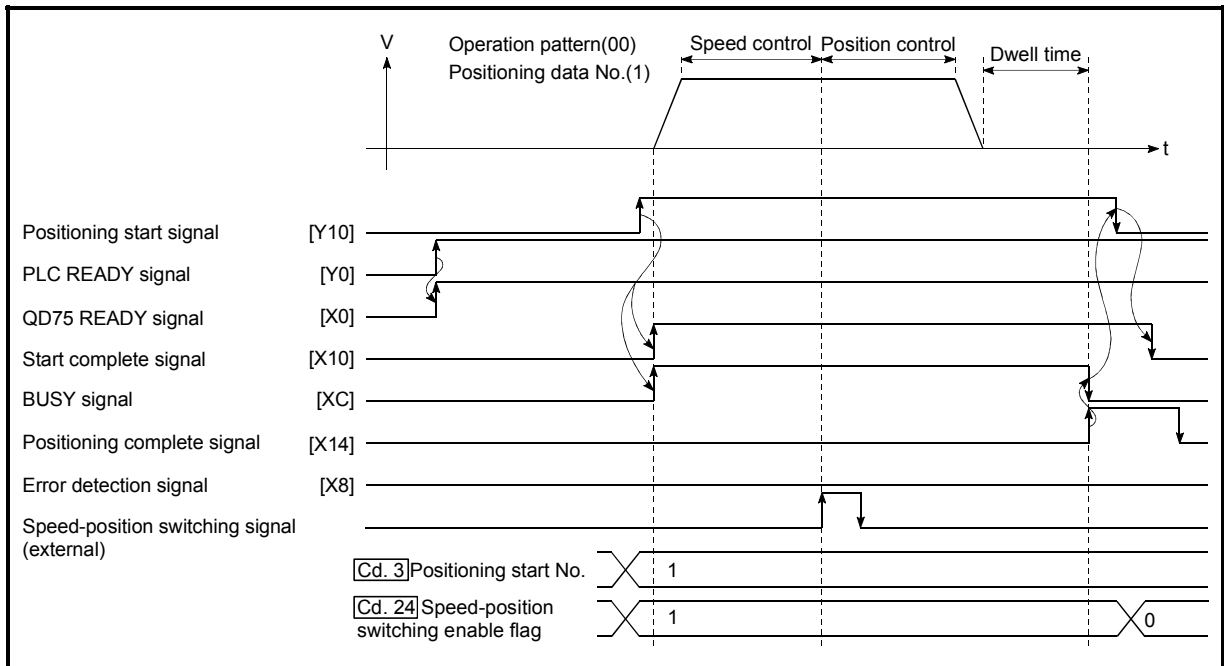 V
Operation pattern(00)
Positioning data No.(1)
Speed control
Position control
Dwell time
t
Positioning start signal [Y10]
PLC READY signal [Y0]
QD75 READY signal [X0]
Start complete signal [X10]
BUSY signal [XC]
Positioning complete signal [X14]
Error detection signal [X8]
Speed-position switching signal
(external)
Cd. 3 Positioning start No. 1
Cd. 24 Speed-position
switching enable flag 1 0